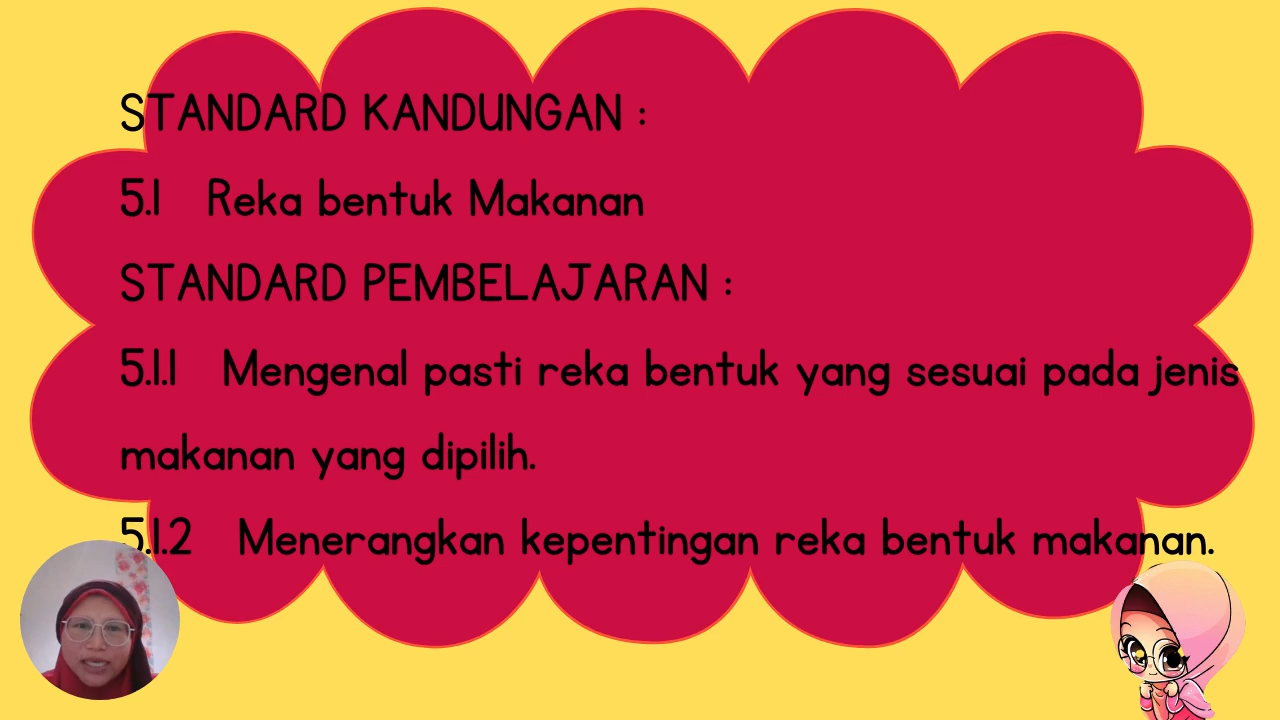 STANDARD KANDUNGAN :
5.1 Reka bentuk Makanan
STANDARD PEMBELAJARAN :
5.1.1 Mengenal pasti reka bentuk yang sesuai pada jenis
makanan yang dipilih.
5.1.2 Menerangkan kepentingan reka bentuk makanan.